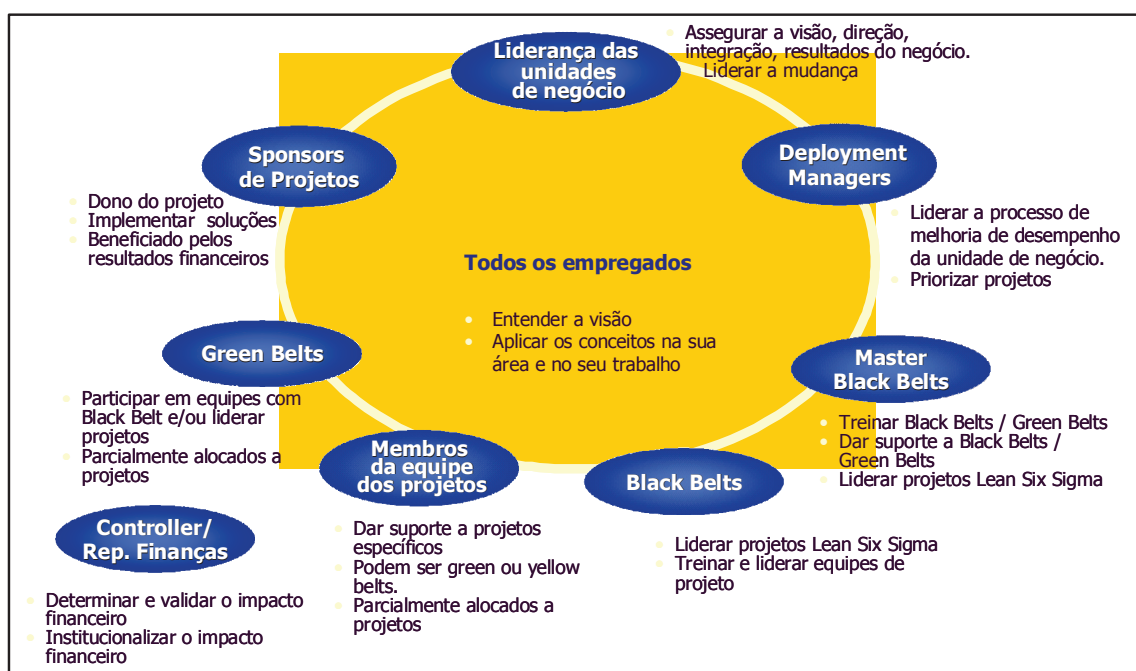 Liderança das
unidades
de negócio
• Assegurar a visão, direção,
integração, resultados do negócio.
Liderar a mudança
Sponsors
de Projetos
• Dono do projeto
• Implementar soluções
• Beneficiado pelos
resultados financeiros
Deployment
Managers
• Liderar a processo de
melhoria de desempenho
da unidade de negócio.
• Priorizar projetos
Todos os empregados
• Entender a visão
• Aplicar os conceitos na sua
área e no seu trabalho
Green Belts
• Participar em equipes com
Black Belt e/ou liderar
projetos
• Parcialmente alocados a
projetos
Master
Black Belts
• Treinar Black Belts / Green Belts
• Dar suporte a Black Belts /
Green Belts
• Liderar projetos Lean Six Sigma
Membros
da equipe
dos projetos
• Dar suporte a projetos
específicos
• Podem ser green ou yellow
belts.
• Parcialmente alocados a
projetos
Black Belts
• Liderar projetos Lean Six Sigma
• Treinar e liderar equipes de
projeto
Controller/
Rep. Finanças
• Determinar e validar o impacto
financeiro
• Institucionalizar o impacto
financeiro